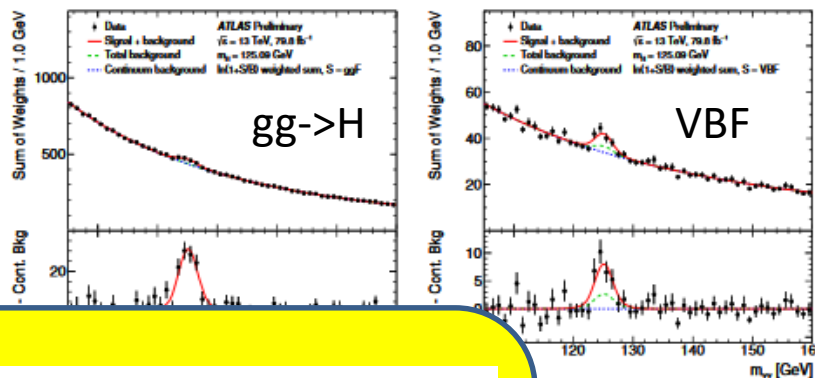 Sum of Weights / 1.0 GeV
1000
500
Data
Signal + background
Total background
Continuum background
ATLAS Preliminary
√s = 13 TeV, 79.8 fb⁻¹
m_H = 125.09 GeV
ln(1+S/B) weighted sum, S = ggF
gg->H
- Cont. Bkg
20
Sum of Weights / 1.0 GeV
80
60
40
20
Data
Signal + background
Total background
Continuum background
ATLAS Preliminary
√s = 13 TeV, 79.8 fb⁻¹
m_H = 125.09 GeV
ln(1+S/B) weighted sum, S = VBF
VBF
- Cont. Bkg
10
5
0
120 130 140 150 16
m_γγ [GeV]